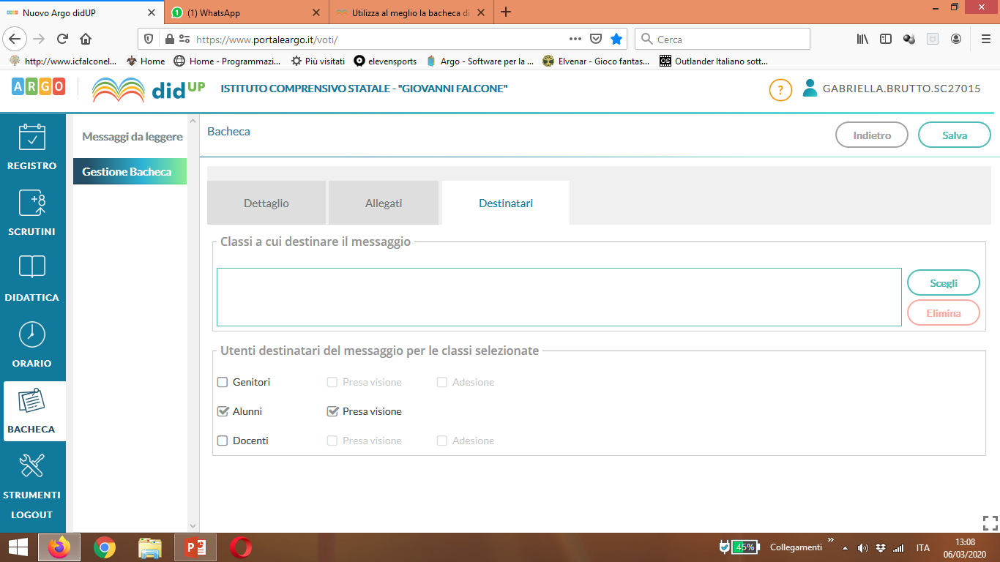 Nuovo Argo didUP
(1) WhatsApp
Utilizza al meglio la bacheca di
https://www.portaleargo.it/voti/
Cerca
http://www.icfalconel...
Home
Home - Programmazi...
Più visitati
elevensports
Argo - Software per la ...
Elvenar - Gioco fantas...
Outlander Italiano sott...
ARGO
didUP
ISTITUTO COMPRENSIVO STATALE - "GIOVANNI FALCONE"
?
GABRIELLA.BRUTTO.SC27015
REGISTRO
+8
SCRUTINI
DIDATTICA
ORARIO
BACHECA
STRUMENTI
LOGOUT
Messaggi da leggere
Gestione Bacheca
Bacheca
Indietro
Salva
Dettaglio
Allegati
Destinatari
Classi a cui destinare il messaggio
Scegli
Elimina
Utenti destinatari del messaggio per le classi selezionate
Genitori Presa visione Adesione
Alunni Presa visione
Docenti Presa visione Adesione
45%
Collegamenti
ITA
13:08
06/03/2020